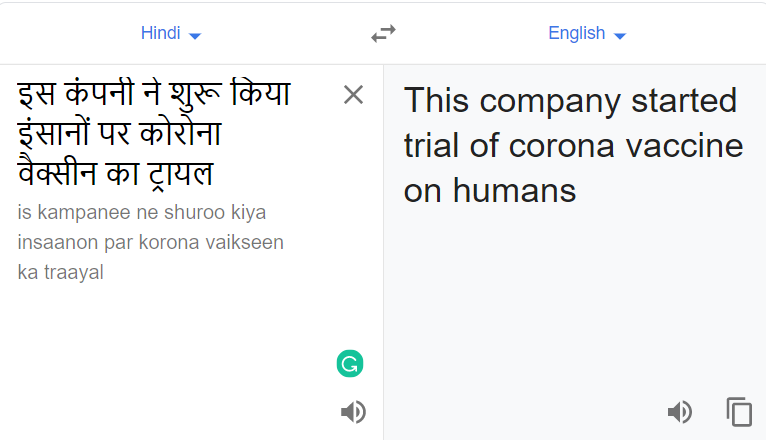 Hindi
English
इस कंपनी ने शुरू किया
इंसानों पर कोरोना
वैक्सीन का ट्रायल
is kampanee ne shuroo kiya
insaanon par korona vaikseen
ka traayal
This company started
trial of corona vaccine
on humans